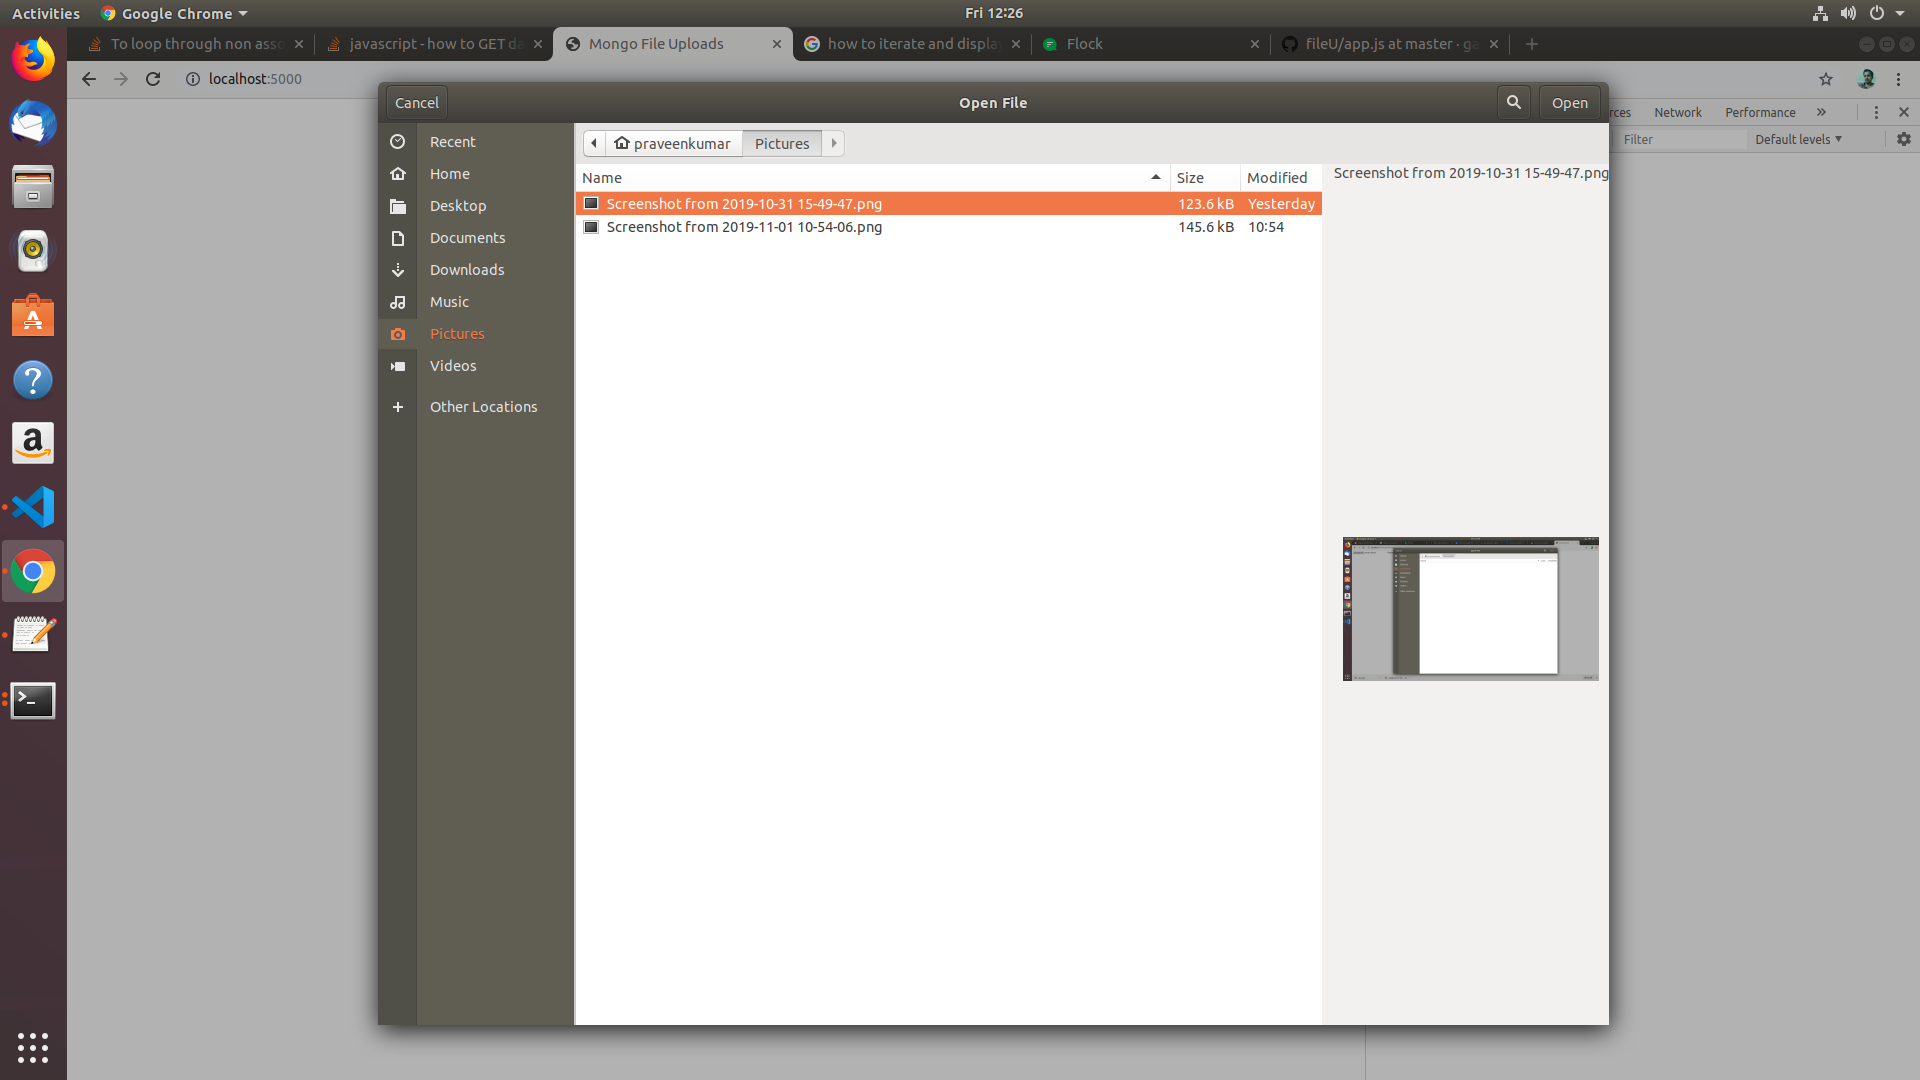 Activities
Google Chrome
Fri 12:26
To loop through non asso
javascript - how to GET da
Mongo File Uploads
how to iterate and display
Flock
fileU/app.js at master · ga
localhost:5000
Cancel
Open File
Open
rces
Network
Performance
Filter
Default levels
Recent
Home
Desktop
Documents
Downloads
Music
Pictures
Videos
Other Locations
praveenkumar
Pictures
Name
Size
Modified
Screenshot from 2019-10-31 15-49-47.png
123.6 kB
Yesterday
Screenshot from 2019-11-01 10-54-06.png
145.6 kB
10:54
Screenshot from 2019-10-31 15-49-47.png